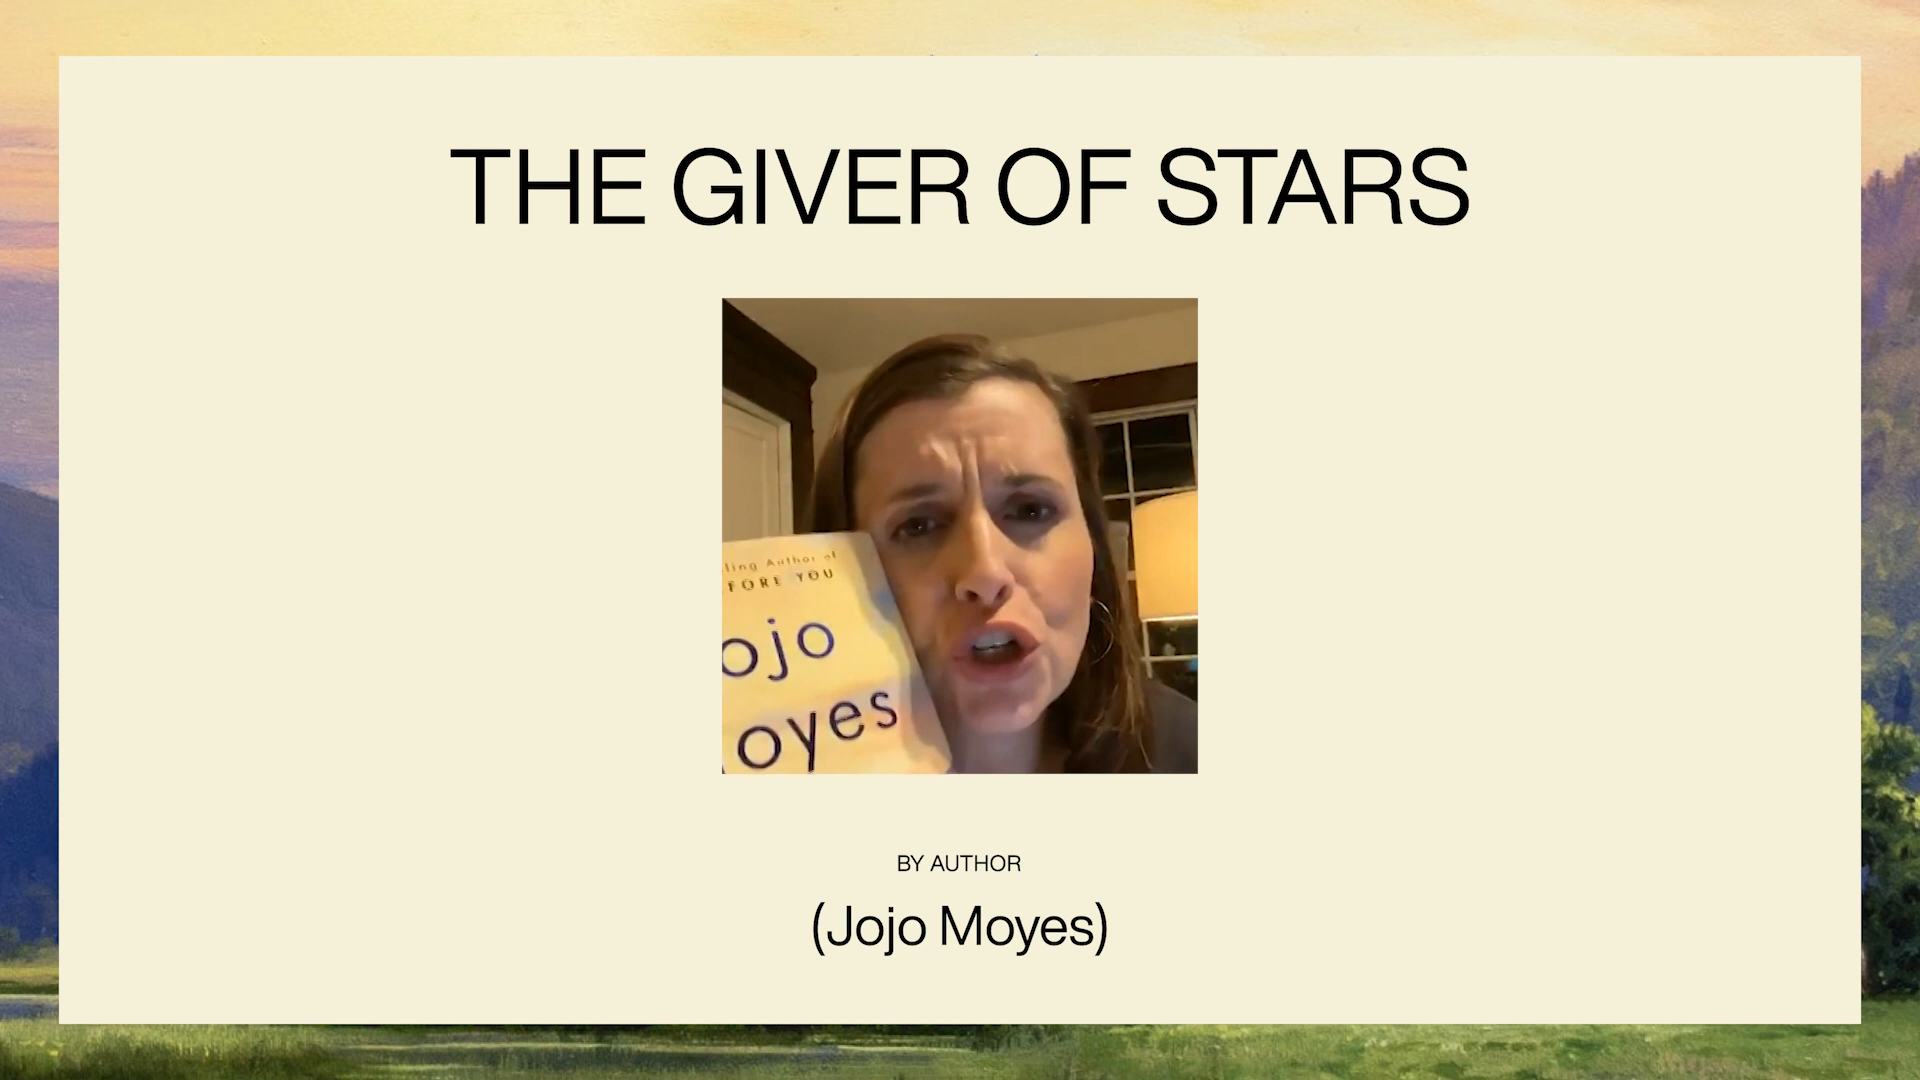 THE GIVER OF STARS
ling Author of
FORE YOU
ojo
oyes
BY AUTHOR
(Jojo Moyes)